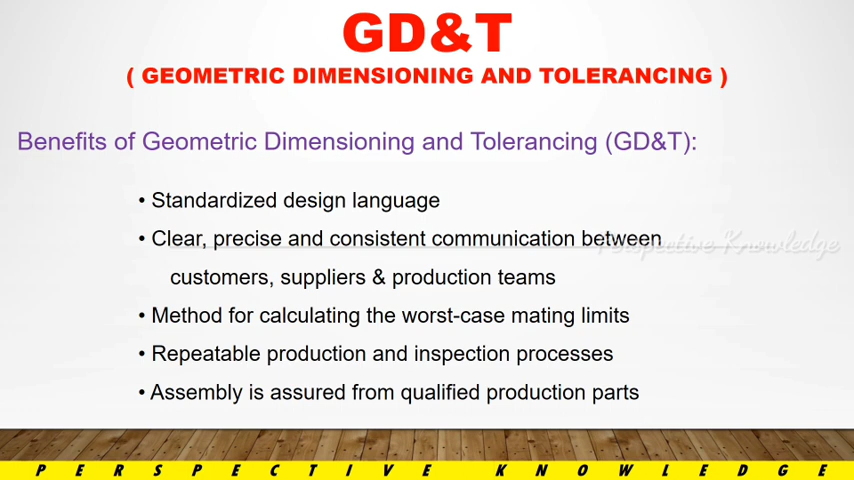 GD&T
( GEOMETRIC DIMENSIONING AND TOLERANCING )
Benefits of Geometric Dimensioning and Tolerancing (GD&T):
• Standardized design language
• Clear, precise and consistent communication between
Perspective Knowledge
customers, suppliers & production teams
• Method for calculating the worst-case mating limits
• Repeatable production and inspection processes
• Assembly is assured from qualified production parts
PERSPECTIVE KNOWLEDGE